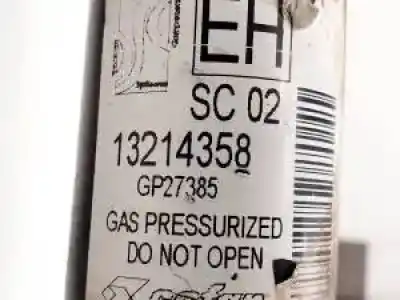 EH
SC 02
13214358
GP27385
GAS PRESSURIZED
DO NOT OPEN